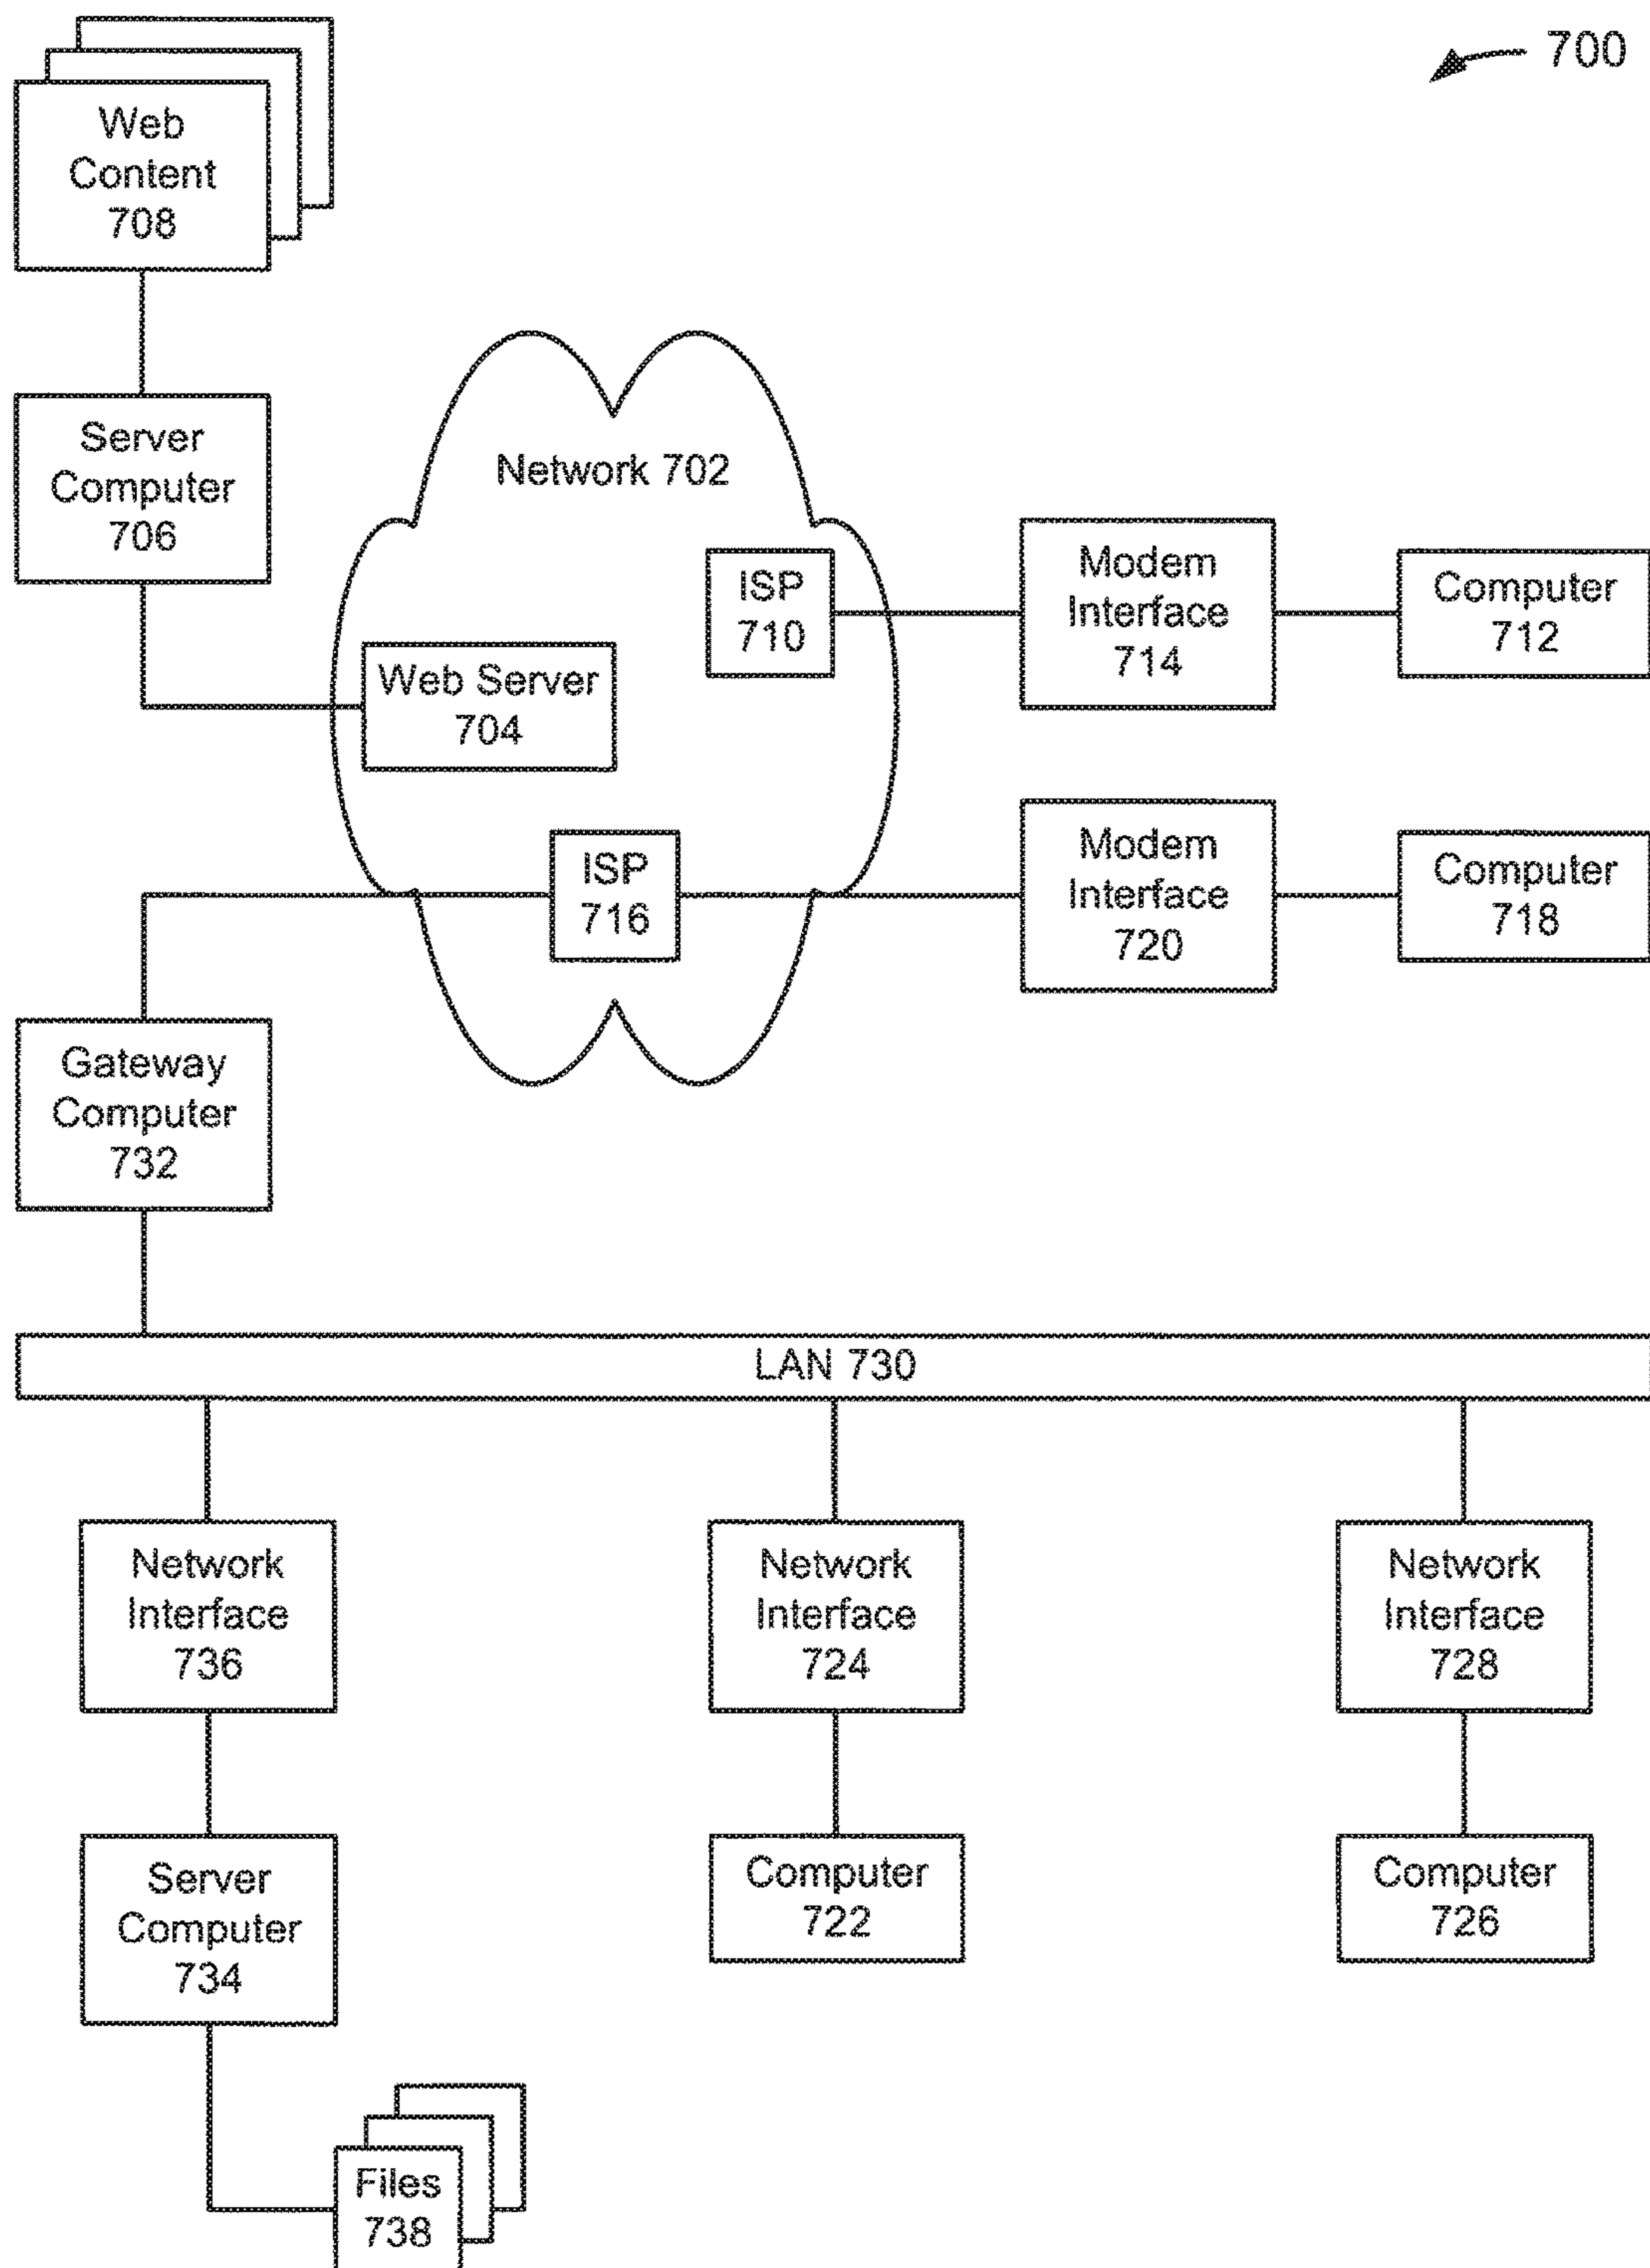 700
Web
Content
708
Server
Computer
706
Network 702
ISP
710
Modem
Interface
714
Computer
712
Web Server
704
ISP
716
Modem
Interface
720
Computer
718
Gateway
Computer
732
LAN 730
Network
Interface
736
Network
Interface
724
Network
Interface
728
Server
Computer
734
Computer
722
Computer
726
Files
738